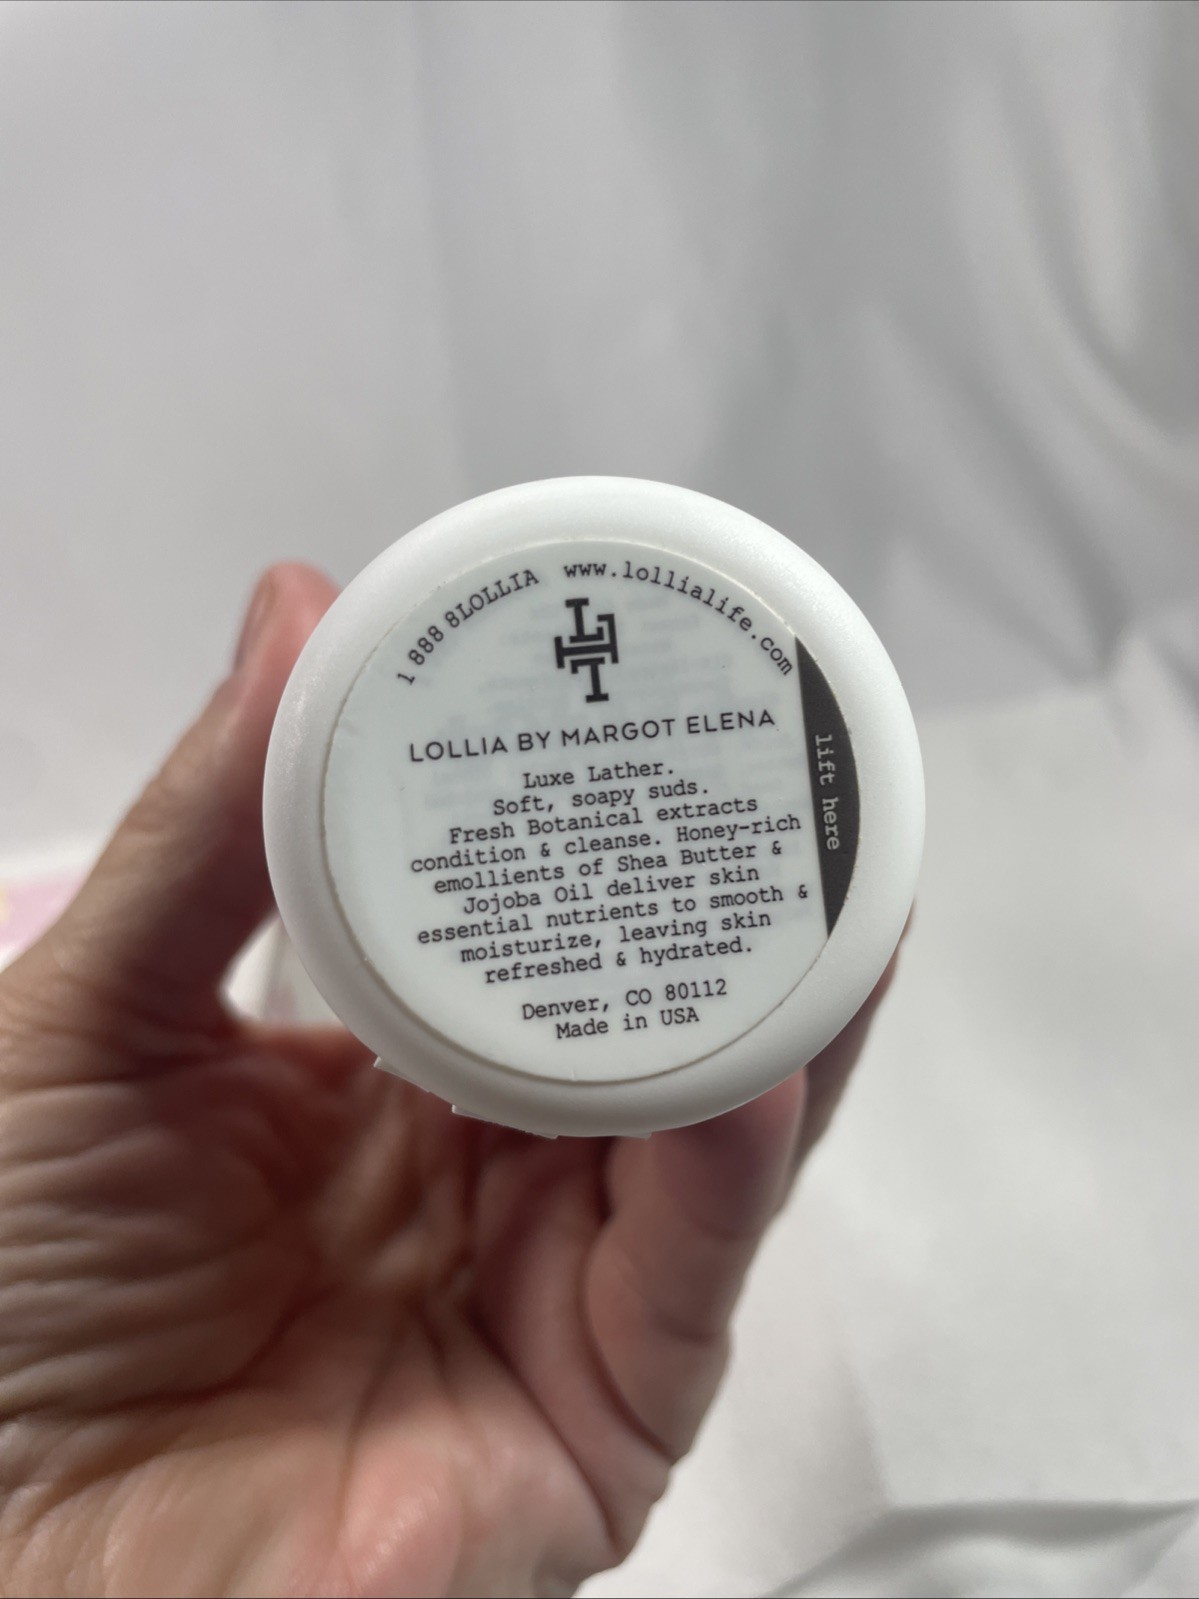 1 888 8LOLLIA www.lollialife.com
LOLLIA BY MARGOT ELENA
Luxe Lather.
Soft, soapy suds.
Fresh Botanical extracts
condition & cleanse. Honey-rich
emollients of Shea Butter &
Jojoba Oil deliver skin
essential nutrients to smooth &
moisturize, leaving skin
refreshed & hydrated.
Denver, CO 80112
Made in USA
lift here